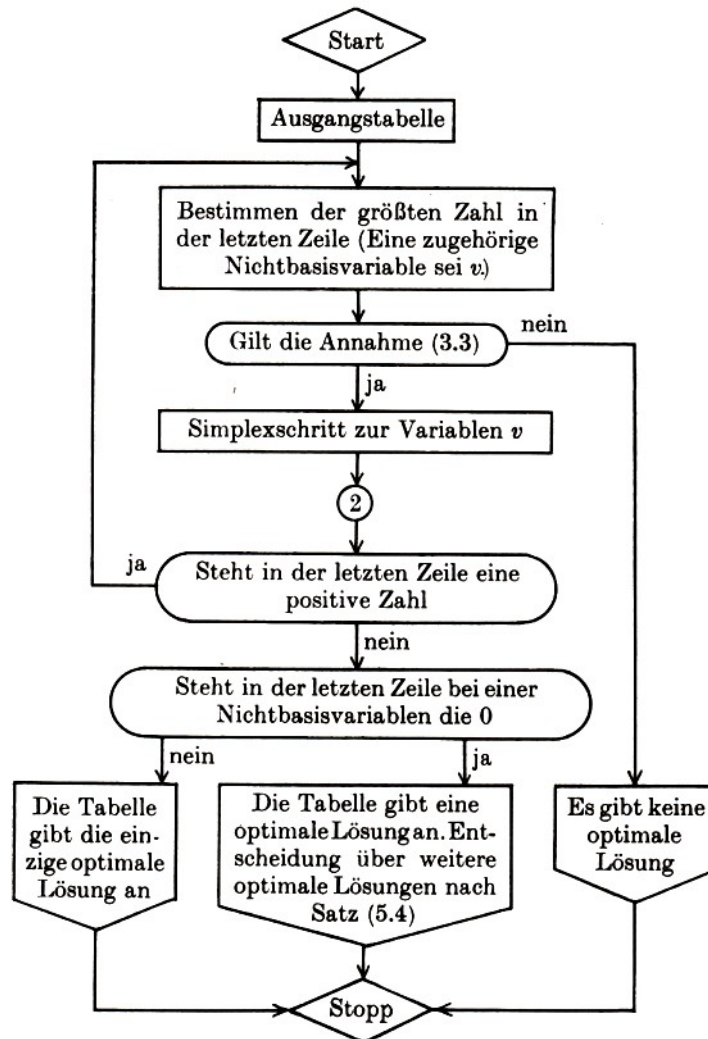 Start
Ausgangstabelle
Bestimmen der größten Zahl in
der letzten Zeile (Eine zugehörige
Nichtbasisvariable sei v.)
Gilt die Annahme (3.3)
nein
ja
Simplexschritt zur Variablen v
2
ja
Steht in der letzten Zeile eine
positive Zahl
nein
Steht in der letzten Zeile bei einer
Nichtbasisvariablen die 0
nein
ja
Die Tabelle
gibt die ein-
zige optimale
Lösung an
Die Tabelle gibt eine
optimale Lösung an. Ent-
scheidung über weitere
optimale Lösungen nach
Satz (5.4)
Es gibt keine
optimale
Lösung
Stopp